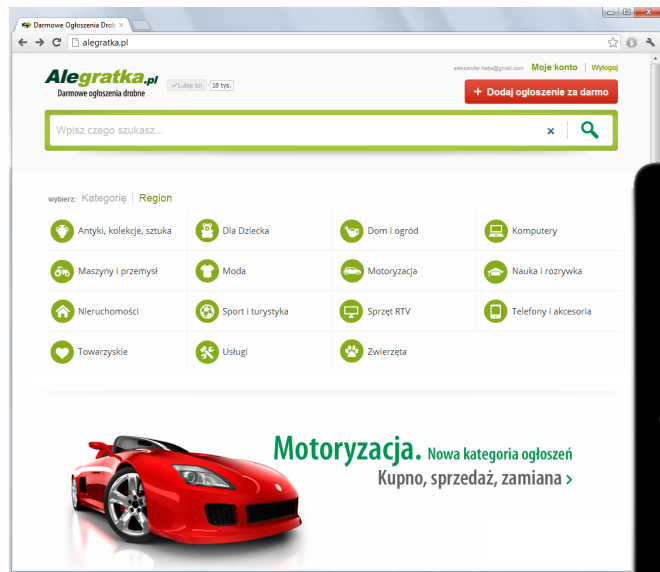 Darmowe Ogłoszenia Drob
alegratka.pl
Alegratka.pl
Darmowe ogłoszenia drobne
Lubię to! 18 tys.
aleksander.heba@gmail.com Moje konto Wyloguj
+ Dodaj ogłoszenie za darmo
Wpisz czego szukasz...
wybierz: Kategorię Region
Antyki, kolekcje, sztuka Dla Dziecka Dom i ogród Komputery
Maszyny i przemysł Moda Motoryzacja Nauka i rozrywka
Nieruchomości Sport i turystyka Sprzęt RTV Telefony i akcesoria
Towarzyskie Usługi Zwierzęta
Motoryzacja. Nowa kategoria ogłoszeń
Kupno, sprzedaż, zamiana >